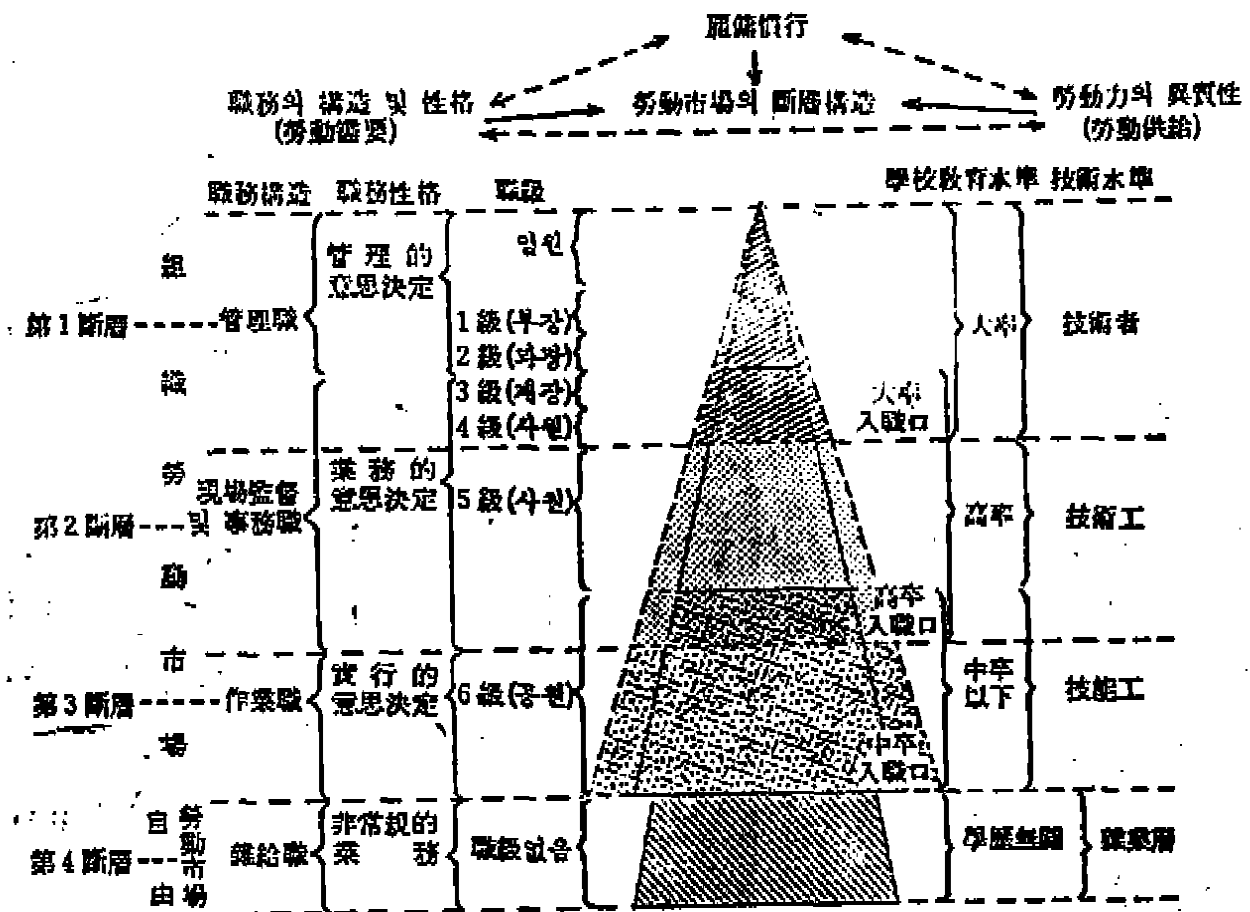 雇傭慣行
職務의 構造 및 性格
(勞動需要)
勞動市場의 斷層構造
勞動力의 異質性
(勞動供給)
職務構造 職務性格 職級
學校敎育水準 技術水準
組織勞動市場
第1斷層
管理職
管理的
意思決定
임원
1級(부장)
2級(과장)
3級(계장)
4級(사원)
大卒
入職口
大卒
技術者
第2斷層
現場監督
및 事務職
業務的
意思決定
5級(사원)
高卒
入職口
高卒
技術工
第3斷層
作業職
實行的
意思決定
6級(공원)
中卒
入職口
中卒
以下
技能工
自由
勞動市場
第4斷層
雜給職
非常規的
業務
職級없음
學歷無關
雜業層